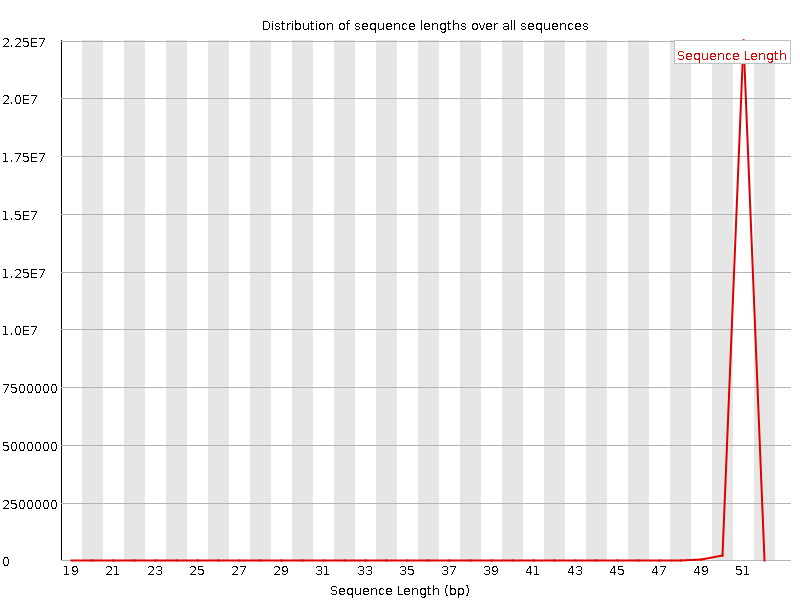 Distribution of sequence lengths over all sequences
2.25E7
Sequence Length
2.0E7
1.75E7
1.5E7
1.25E7
1.0E7
7500000
5000000
2500000
0
19 21 23 25 27 29 31 33 35 37 39 41 43 45 47 49 51
Sequence Length (bp)